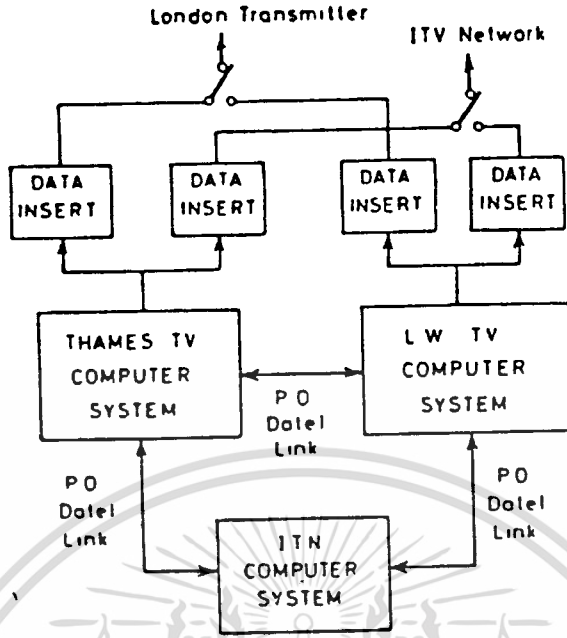 London Transmitter
ITV Network
DATA
INSERT
DATA
INSERT
DATA
INSERT
DATA
INSERT
THAMES TV
COMPUTER
SYSTEM
L W TV
COMPUTER
SYSTEM
P O
Datel
Link
P O
Datel
Link
P O
Datel
Link
ITN
COMPUTER
SYSTEM